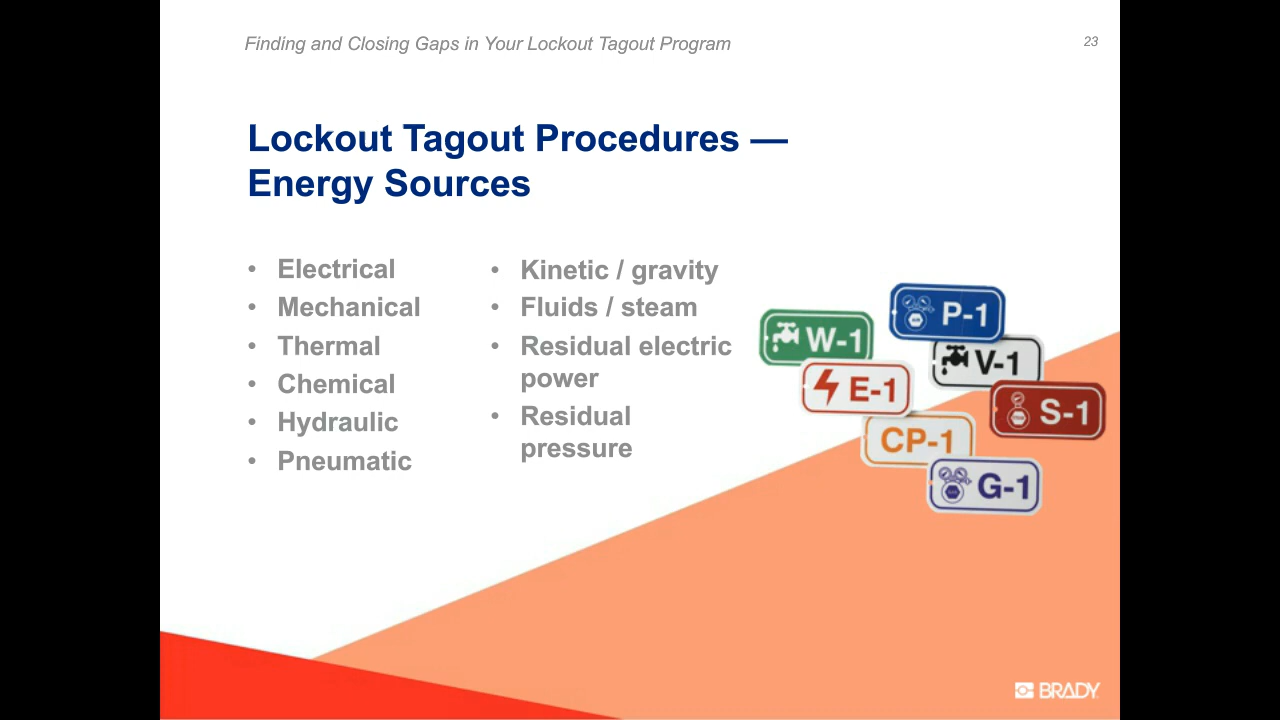 Finding and Closing Gaps in Your Lockout Tagout Program
23
Lockout Tagout Procedures —
Energy Sources
• Electrical
• Mechanical
• Thermal
• Chemical
• Hydraulic
• Pneumatic
• Kinetic / gravity
• Fluids / steam
• Residual electric
power
• Residual
pressure
P-1
W-1
V-1
E-1
S-1
CP-1
G-1
BRADY